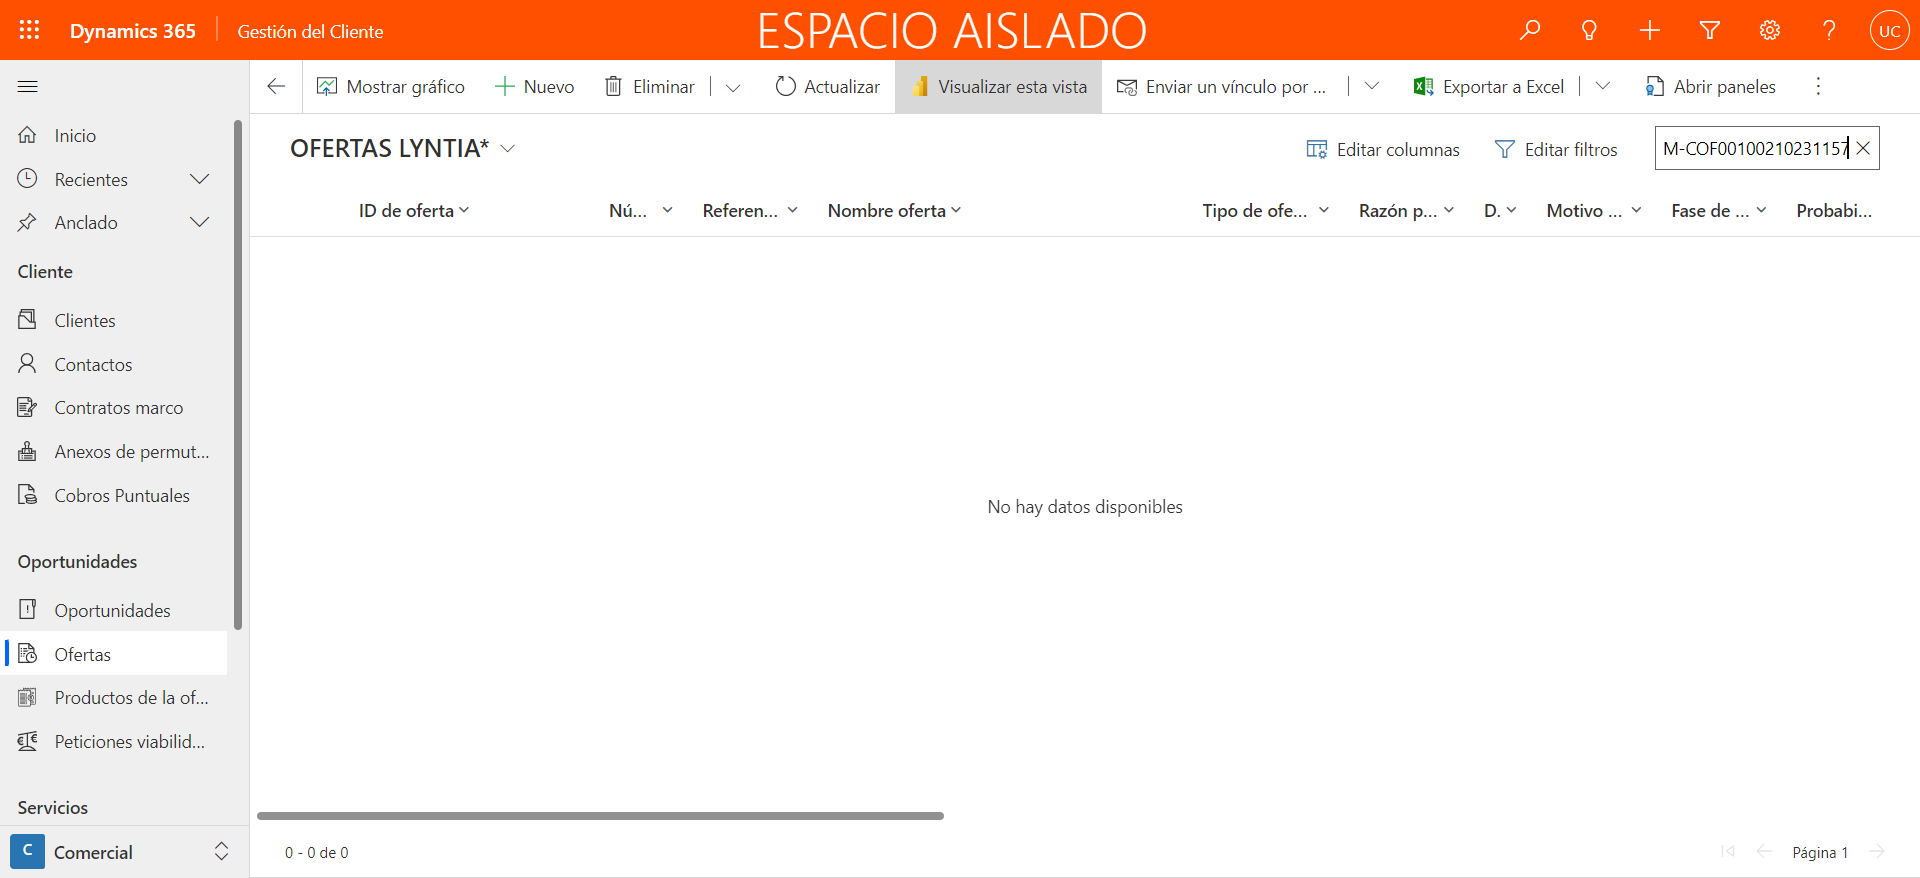 Dynamics 365
Gestión del Cliente
ESPACIO AISLADO
UC
Mostrar gráfico
Nuevo
Eliminar
Actualizar
Visualizar esta vista
Enviar un vínculo por ...
Exportar a Excel
Abrir paneles
Inicio
Recientes
Anclado
Cliente
Clientes
Contactos
Contratos marco
Anexos de permut...
Cobros Puntuales
Oportunidades
Oportunidades
Ofertas
Productos de la of...
Peticiones viabilid...
Servicios
C
Comercial
OFERTAS LYNTIA*
Editar columnas
Editar filtros
M-COF00100210231157
ID de oferta
Nú...
Referen...
Nombre oferta
Tipo de ofe...
Razón p...
D.
Motivo ...
Fase de ...
Probabi...
No hay datos disponibles
0 - 0 de 0
Página 1